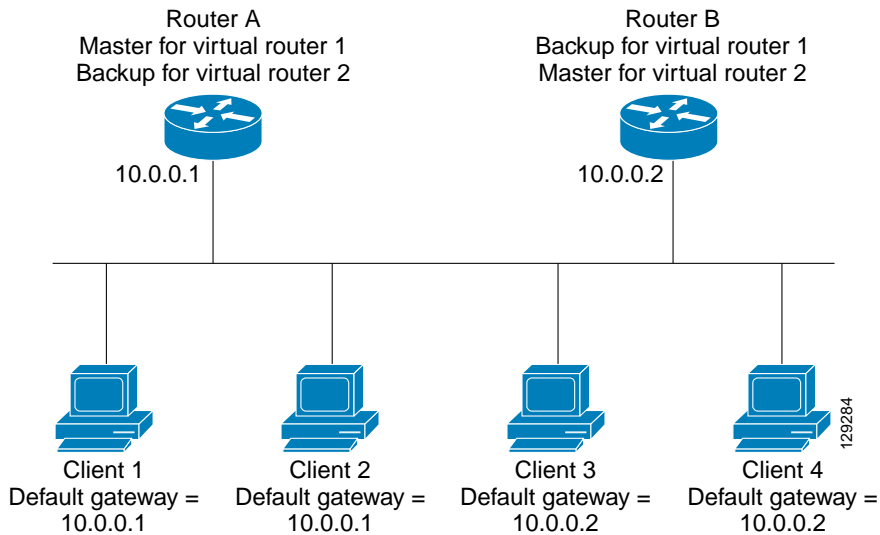 Router A
Master for virtual router 1
Backup for virtual router 2
Router B
Backup for virtual router 1
Master for virtual router 2
10.0.0.1
10.0.0.2
Client 1
Default gateway =
10.0.0.1
Client 2
Default gateway =
10.0.0.1
Client 3
Default gateway =
10.0.0.2
Client 4
Default gateway =
10.0.0.2
129284